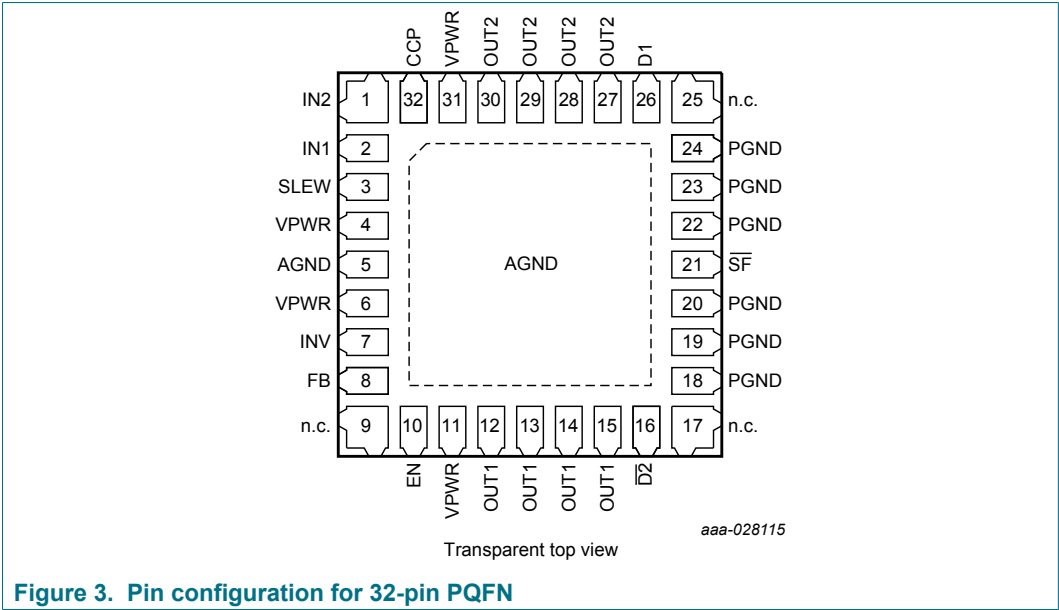 CCP
VPWR
OUT2
OUT2
OUT2
OUT2
D1
32
31
30
29
28
27
26
IN2 1
25 n.c.
IN1 2
24 PGND
SLEW 3
23 PGND
VPWR 4
22 PGND
AGND 5
AGND
21 S̅F̅
VPWR 6
20 PGND
INV 7
19 PGND
FB 8
18 PGND
n.c. 9
10
11
12
13
14
15
16
17 n.c.
EN
VPWR
OUT1
OUT1
OUT1
OUT1
D̅2̅
aaa-028115
Transparent top view
Figure 3. Pin configuration for 32-pin PQFN